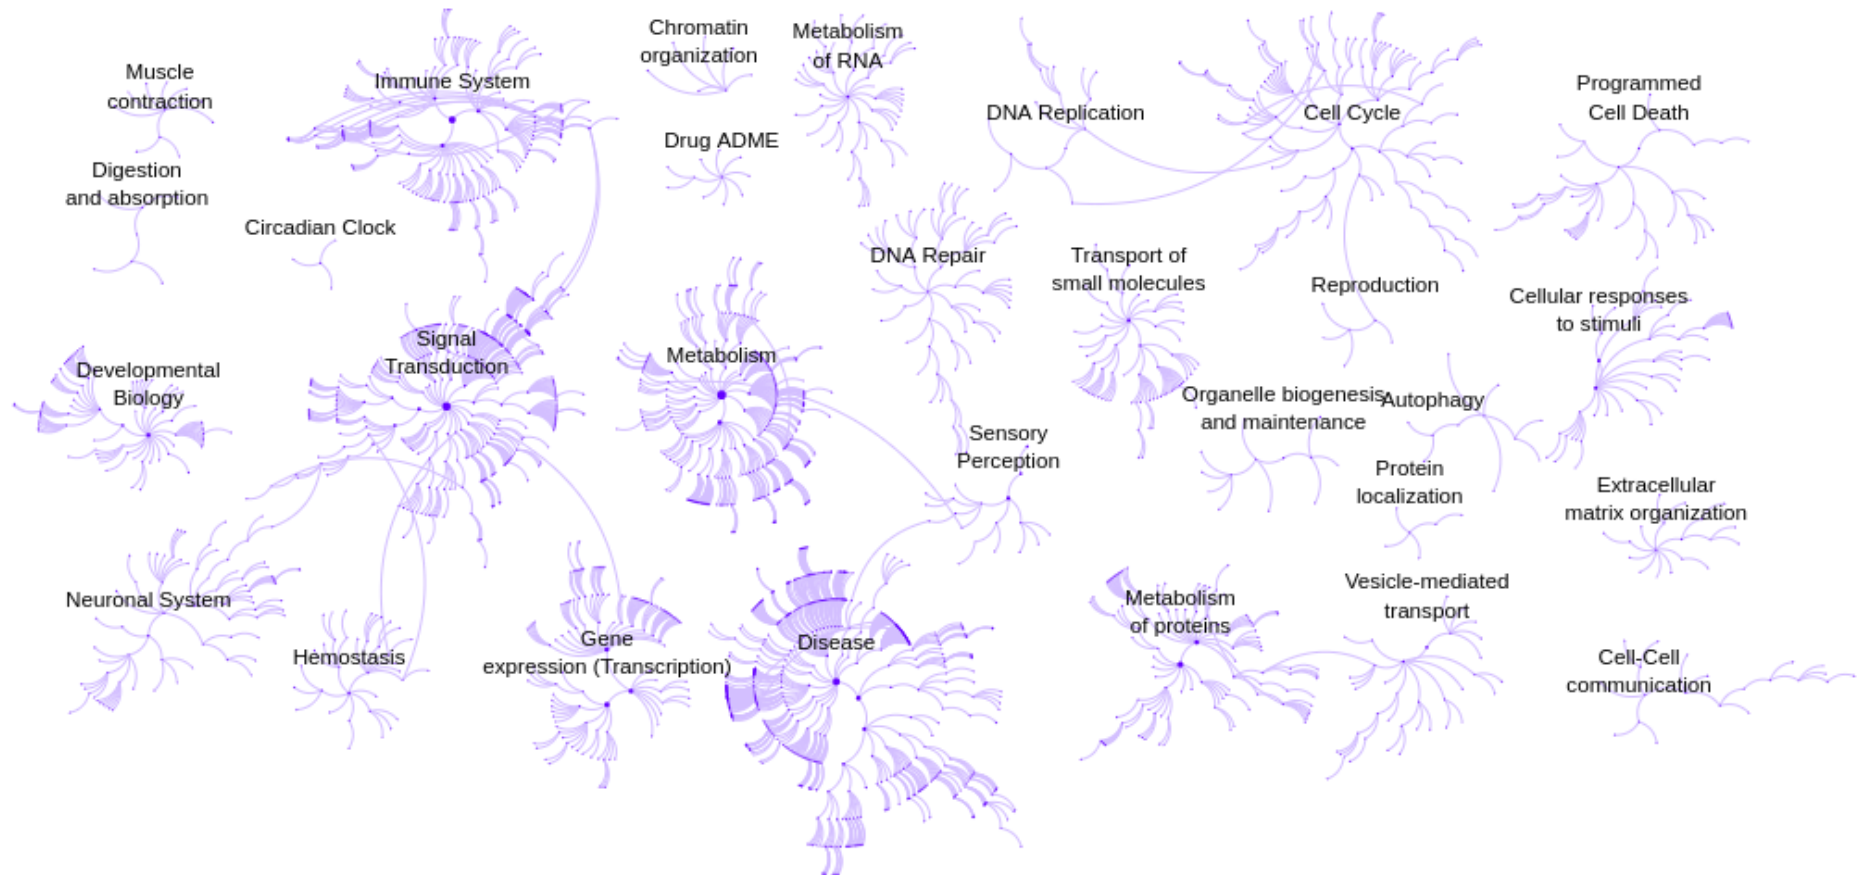 Muscle
contraction
Immune System
Chromatin
organization
Metabolism
of RNA
DNA Replication
Cell Cycle
Programmed
Cell Death
Drug ADME
Digestion
and absorption
Circadian Clock
DNA Repair
Transport of
small molecules
Reproduction
Cellular responses
to stimuli
Developmental
Biology
Signal
Transduction
Metabolism
Organelle biogenesis
and maintenance
Autophagy
Sensory
Perception
Protein
localization
Extracellular
matrix organization
Neuronal System
Hemostasis
Gene
expression (Transcription)
Disease
Metabolism
of proteins
Vesicle-mediated
transport
Cell-Cell
communication